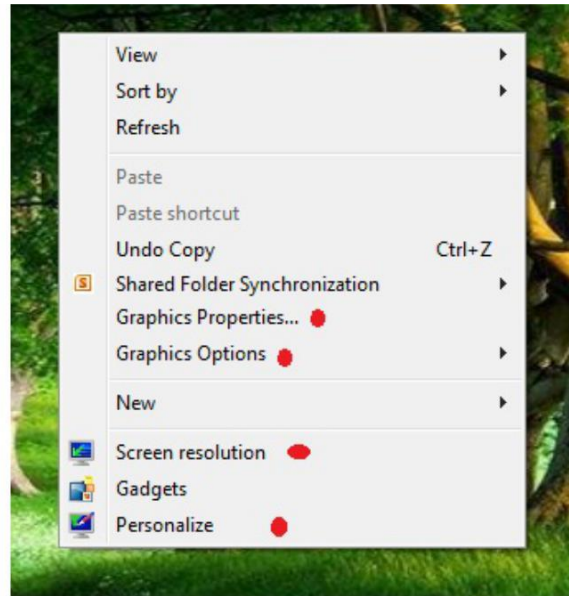 View
Sort by
Refresh
Paste
Paste shortcut
Undo Copy Ctrl+Z
S Shared Folder Synchronization
Graphics Properties...
Graphics Options
New
Screen resolution
Gadgets
Personalize